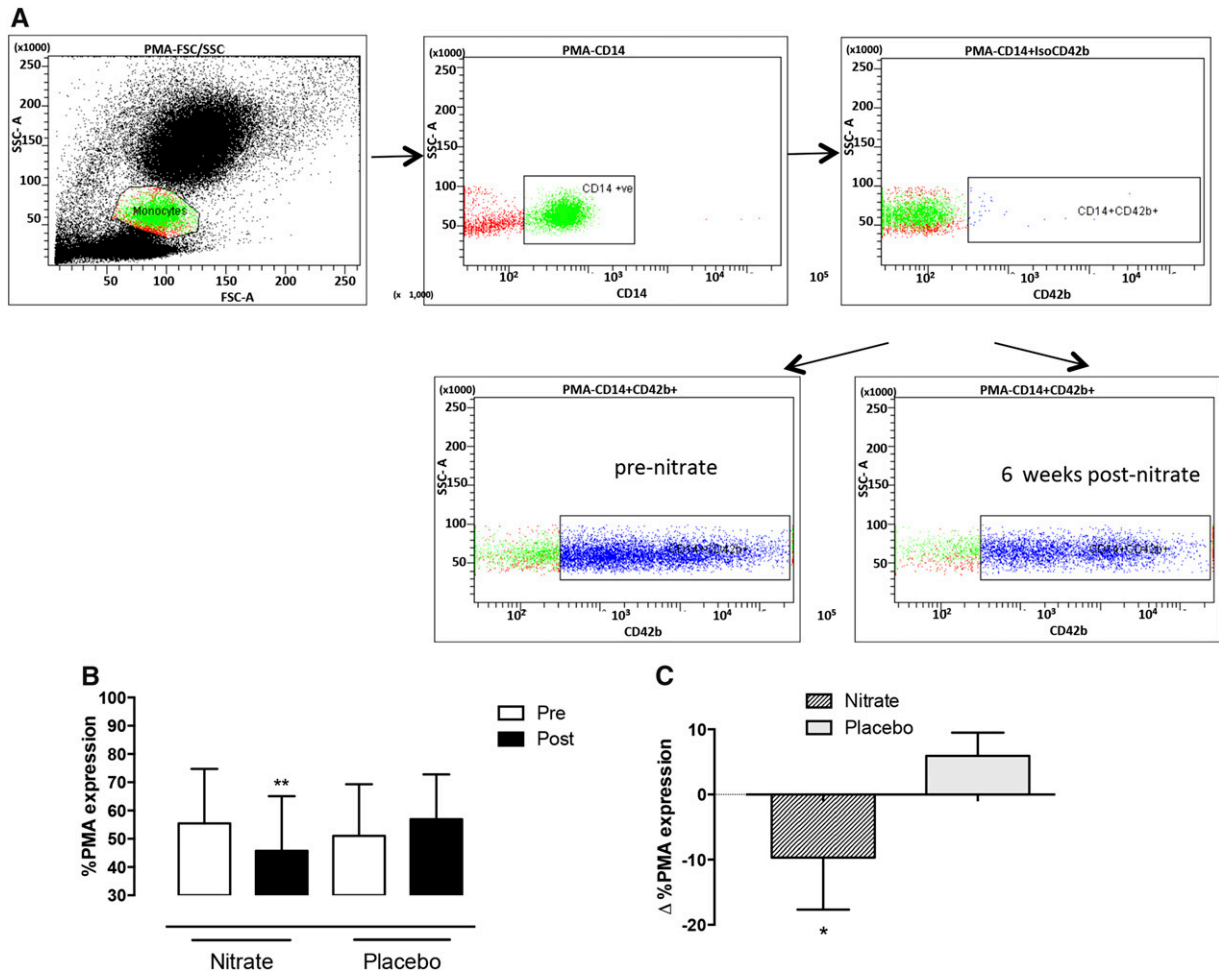 A
PMA-FSC/SSC
(x1000)
250
200
150
100
50
SSC- A
Monocytes
50 100 150 200 250
FSC-A
PMA-CD14
(x1000)
250
200
150
100
50
SSC- A
CD14 +ve
10² 10³ 10⁴ 10⁵
(x 1,000)
CD14
PMA-CD14+IsoCD42b
(x1000)
250
200
150
100
50
SSC- A
CD14+CD42b+
10² 10³ 10⁴
CD42b
PMA-CD14+CD42b+
(x1000)
250
200
150
100
50
SSC- A
pre-nitrate
CD14+CD42b+
10² 10³ 10⁴ 10⁵
CD42b
PMA-CD14+CD42b+
(x1000)
250
200
150
100
50
SSC- A
6 weeks post-nitrate
CD14+CD42b+
10² 10³ 10⁴
CD42b
B
%PMA expression
100
90
80
70
60
50
40
30
**
Pre
Post
Nitrate Placebo
C
Nitrate
Placebo
Δ %PMA expression
10
0
-10
-20
*